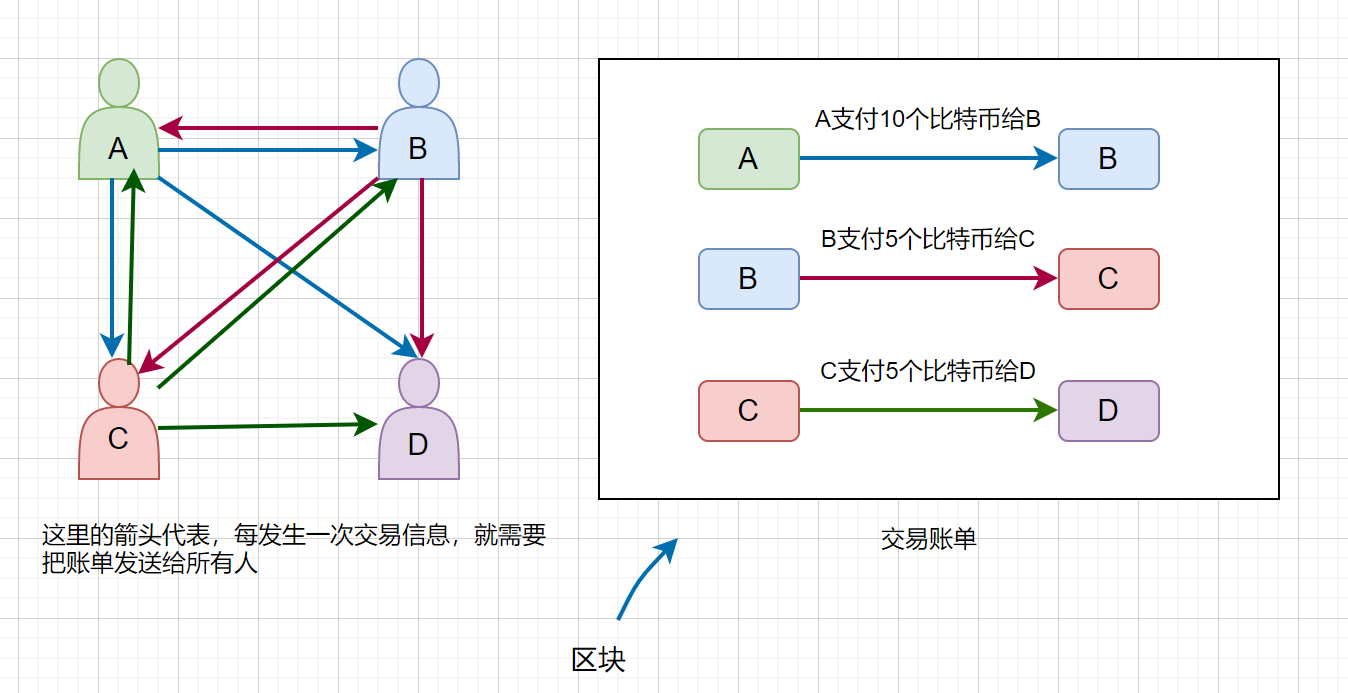 A
B
C
D
这里的箭头代表，每发生一次交易信息，就需要
把账单发送给所有人
A支付10个比特币给B
A
B
B支付5个比特币给C
B
C
C支付5个比特币给D
C
D
交易账单
区块